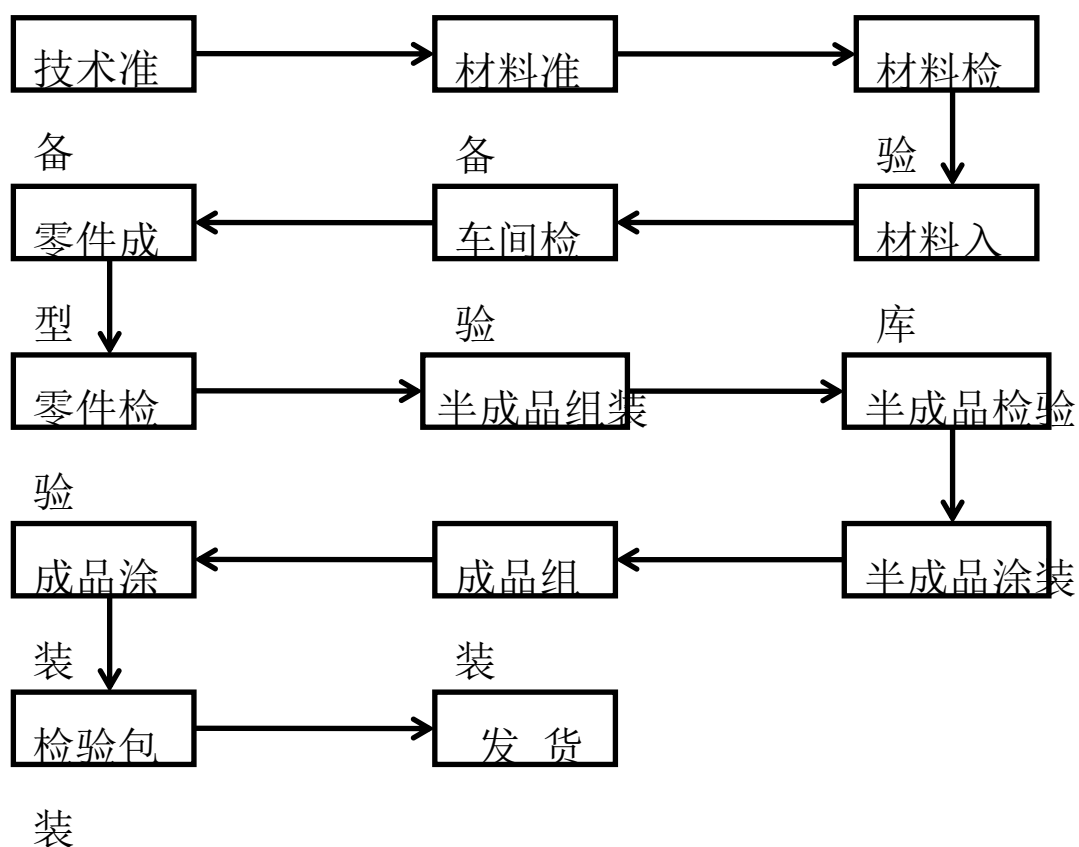 技术准
备
材料准
备
材料检
验
材料入
库
车间检
验
零件成
型
零件检
验
半成品组装
半成品检验
半成品涂装
成品组
装
成品涂
装
检验包
装
发 货